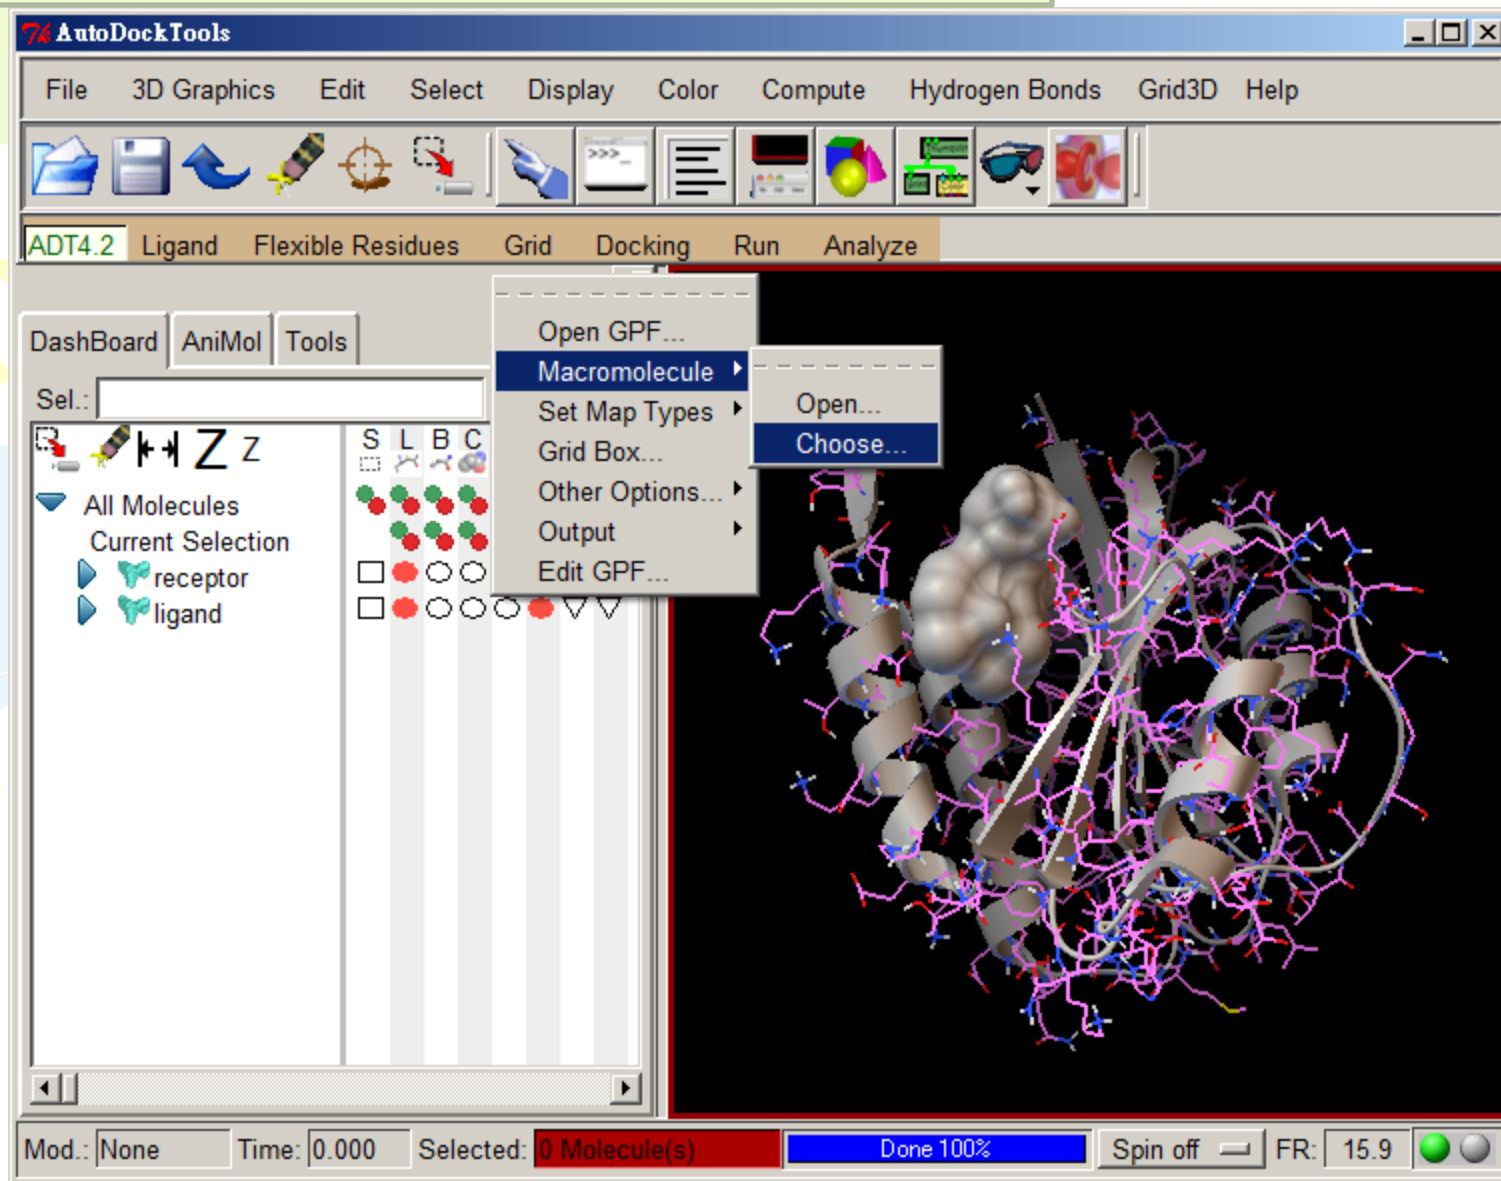 AutoDockTools
File 3D Graphics Edit Select Display Color Compute Hydrogen Bonds Grid3D Help
>>>_
ADT4.2 Ligand Flexible Residues Grid Docking Run Analyze
DashBoard AniMol Tools
Sel.:
Z Z
S L B C
All Molecules
Current Selection
receptor
ligand
Open GPF...
Macromolecule
Set Map Types
Grid Box...
Other Options...
Output
Edit GPF...
Open...
Choose...
Mod.: None Time: 0.000 Selected: 0 Molecule(s) Done 100% Spin off FR: 15.9